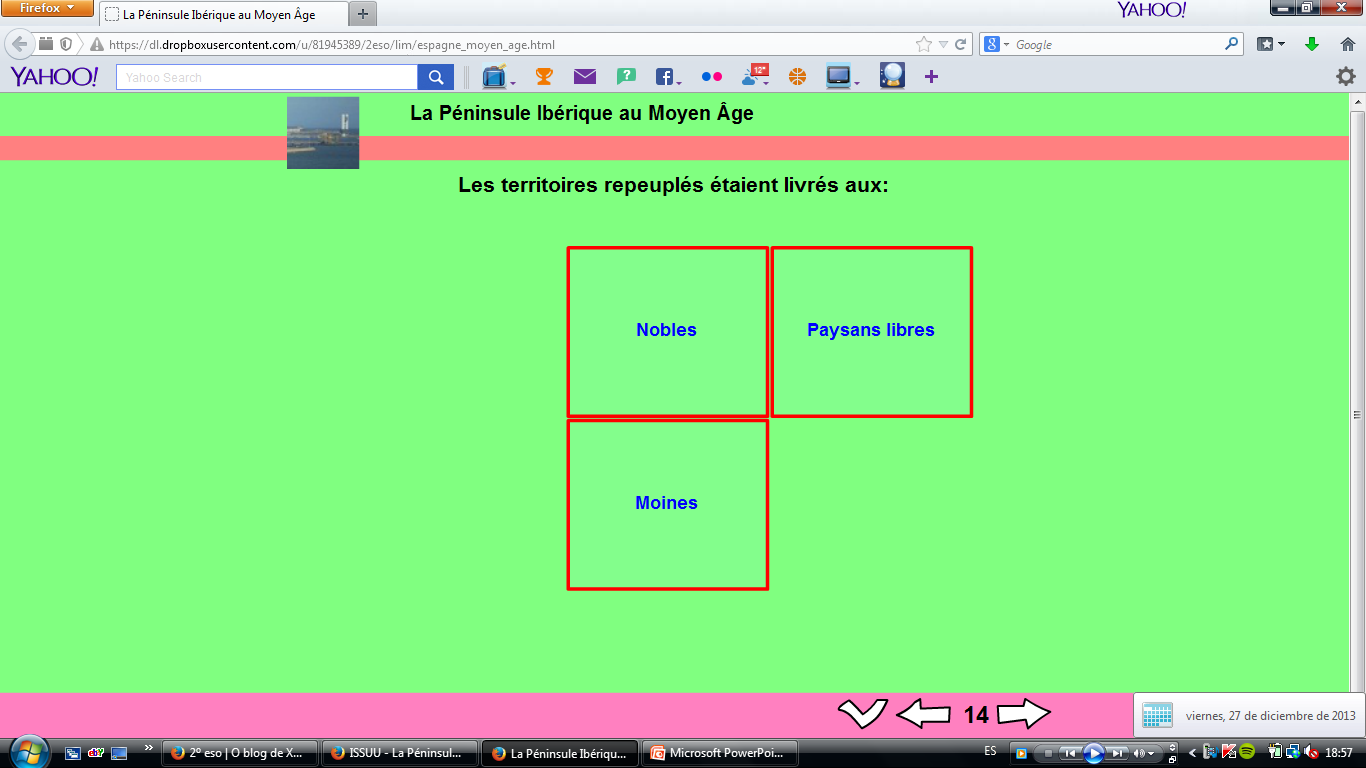 Firefox
La Péninsule Ibérique au Moyen Âge
YAHOO!
https://dl.dropboxusercontent.com/u/81945389/2eso/lim/espagne_moyen_age.html
Google
YAHOO!
Yahoo Search
12°
La Péninsule Ibérique au Moyen Âge
Les territoires repeuplés étaient livrés aux:
Nobles
Paysans libres
Moines
14
viernes, 27 de diciembre de 2013
2º eso | O blog de X...
ISSUU - La Péninsul...
La Péninsule Ibériqu...
Microsoft PowerPoi...
ES
18:57